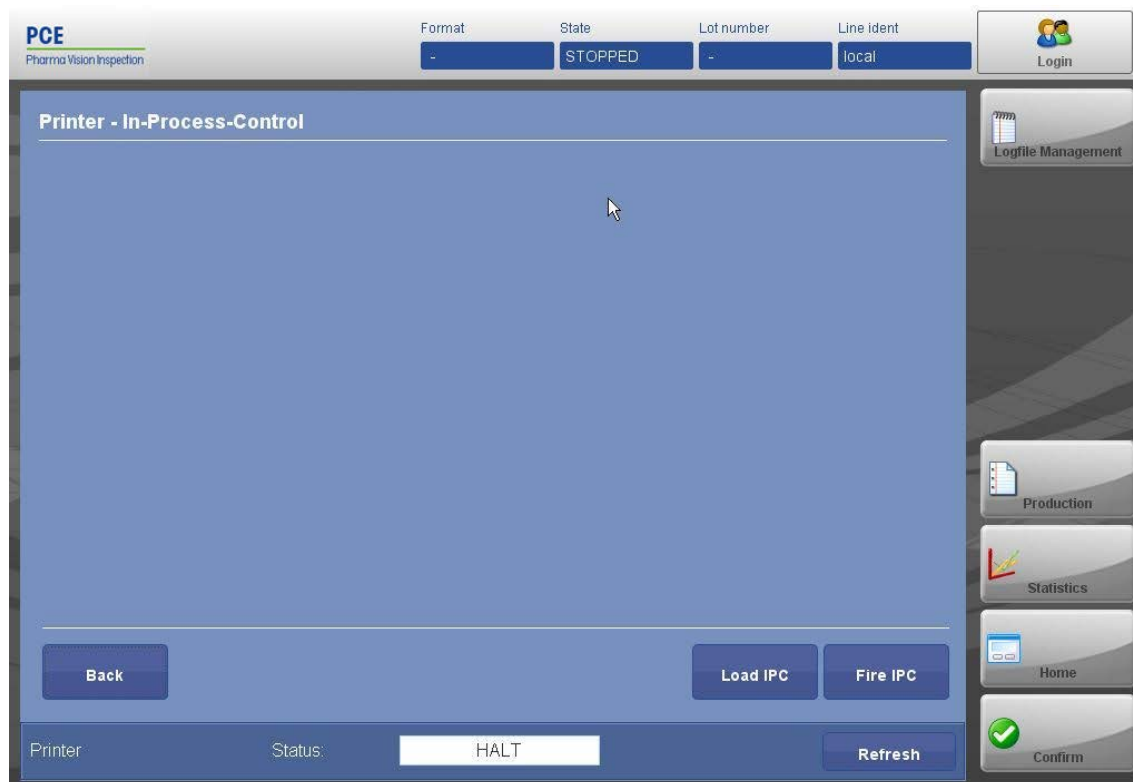 PCE
Pharma Vision Inspection
Format
State
Lot number
Line ident
-
STOPPED
-
local
Login
Printer - In-Process-Control
Logfile Management
Production
Statistics
Home
Confirm
Back
Load IPC
Fire IPC
Printer
Status:
HALT
Refresh